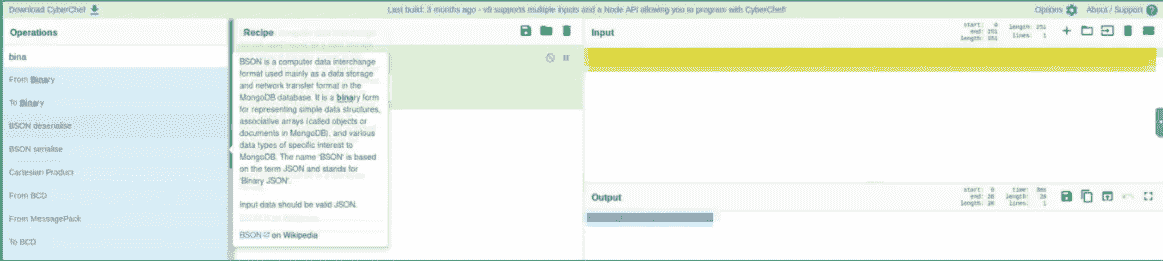 Download CyberChef
Last build: 3 months ago - v9 supports multiple inputs and a Node API allowing you to program with CyberChef!
Options
About / Support
Operations
bina
From Binary
To Binary
BSON deserialise
BSON serialise
Cartesian Product
From BCD
From MessagePack
To BCD
Recipe
BSON is a computer data interchange
format used mainly as a data storage
and network transfer format in the
MongoDB database. It is a binary form
for representing simple data structures,
associative arrays (called objects or
documents in MongoDB), and various
data types of specific interest to
MongoDB. The name 'BSON' is based
on the term JSON and stands for
'Binary JSON'.
Input data should be valid JSON.
BSON on Wikipedia
Input
start: 0
end: 251
length: 251
length: 251
lines: 1
Output
start: 0
end: 28
length: 28
time: 0ms
length: 28
lines: 1